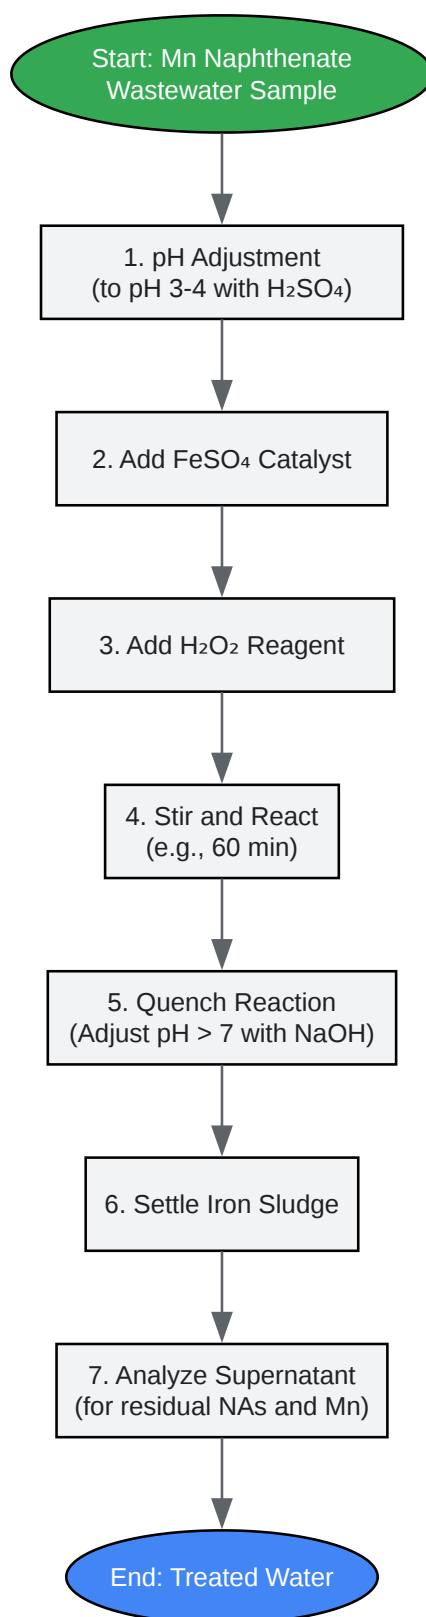 Start: Mn Naphthenate
Wastewater Sample
1. pH Adjustment
(to pH 3-4 with H₂SO₄)
2. Add FeSO₄ Catalyst
3. Add H₂O₂ Reagent
4. Stir and React
(e.g., 60 min)
5. Quench Reaction
(Adjust pH > 7 with NaOH)
6. Settle Iron Sludge
7. Analyze Supernatant
(for residual NAs and Mn)
End: Treated Water